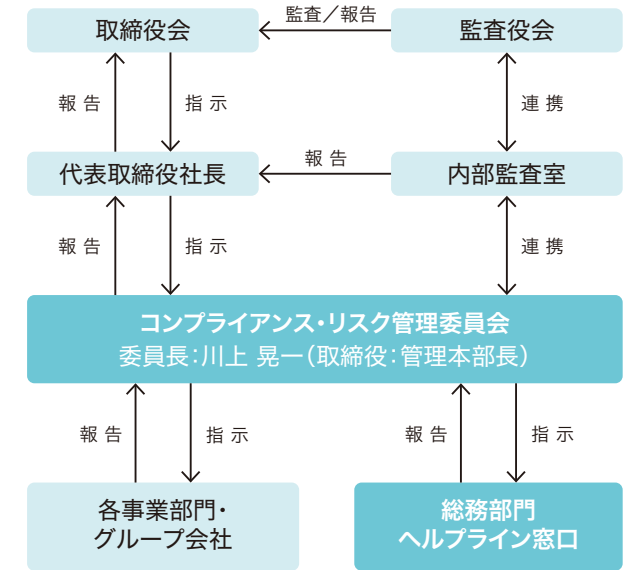 取締役会
監査／報告
監査役会
報告
指示
連携
代表取締役社長
報告
内部監査室
報告
指示
連携
コンプライアンス・リスク管理委員会
委員長：川上 晃一（取締役：管理本部長）
報告
指示
報告
指示
各事業部門・
グループ会社
総務部門
ヘルプライン窓口